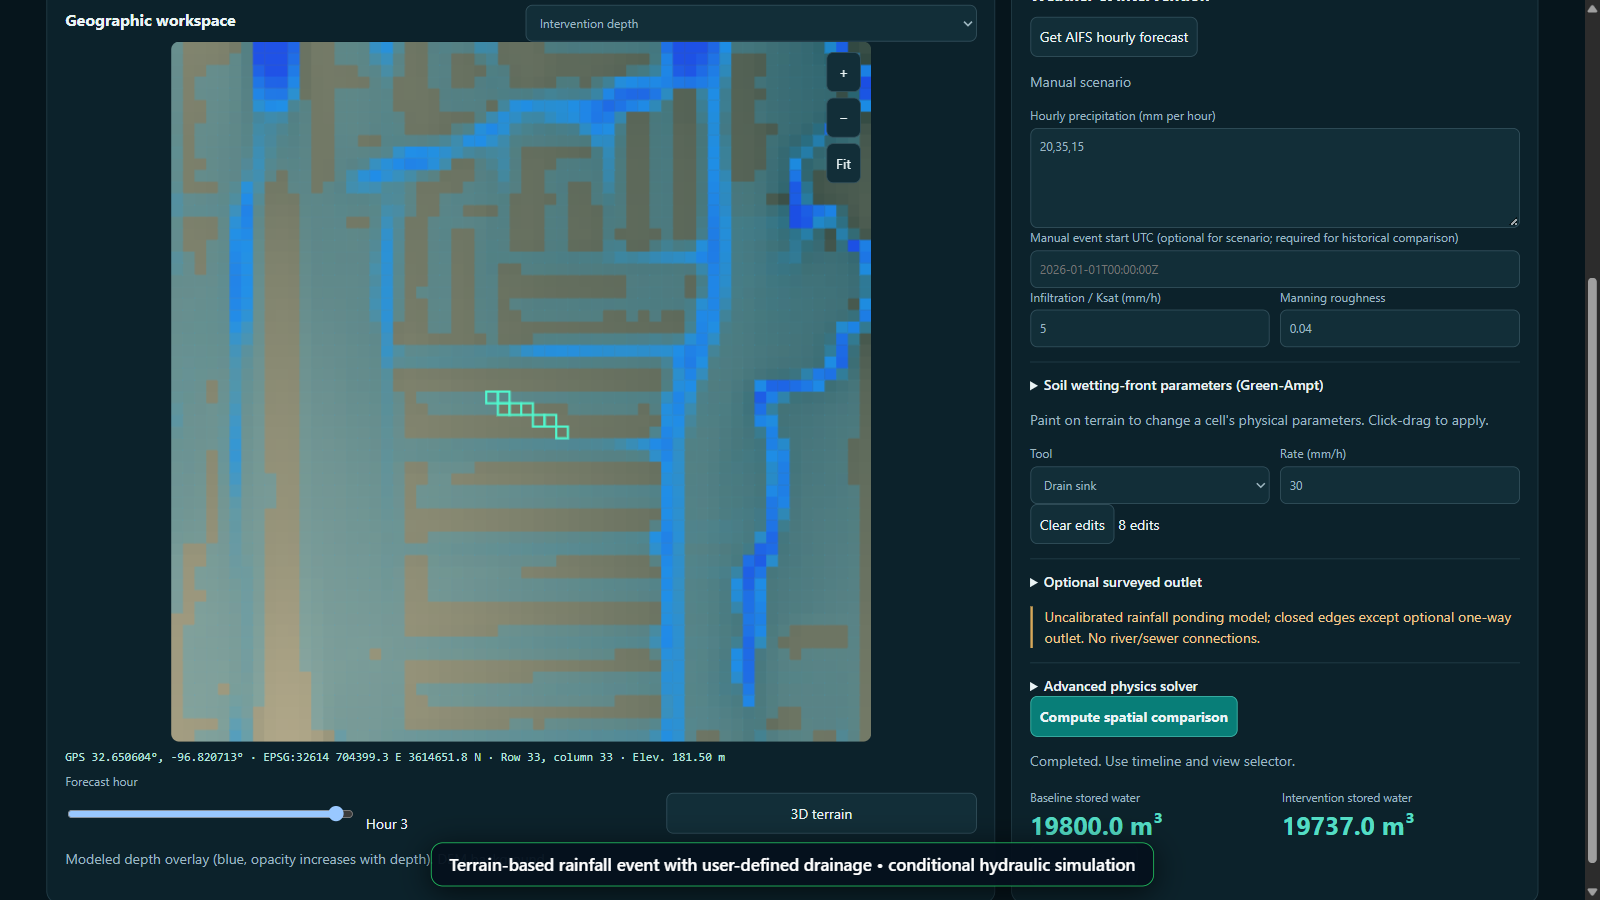 Geographic workspace
Intervention depth
+
−
Fit
GPS 32.650604°, -96.820713° · EPSG:32614 704399.3 E 3614651.8 N · Row 33, column 33 · Elev. 181.50 m
Forecast hour
Hour 3
3D terrain
Modeled depth overlay (blue, opacity increases with depth)
Terrain-based rainfall event with user-defined drainage • conditional hydraulic simulation
Get AIFS hourly forecast
Manual scenario
Hourly precipitation (mm per hour)
20,35,15
Manual event start UTC (optional for scenario; required for historical comparison)
2026-01-01T00:00:00Z
Infiltration / Ksat (mm/h)
Manning roughness
5
0.04
Soil wetting-front parameters (Green-Ampt)
Paint on terrain to change a cell's physical parameters. Click-drag to apply.
Tool
Rate (mm/h)
Drain sink
30
Clear edits
8 edits
Optional surveyed outlet
Uncalibrated rainfall ponding model; closed edges except optional one-way
outlet. No river/sewer connections.
Advanced physics solver
Compute spatial comparison
Completed. Use timeline and view selector.
Baseline stored water
Intervention stored water
19800.0 m³
19737.0 m³